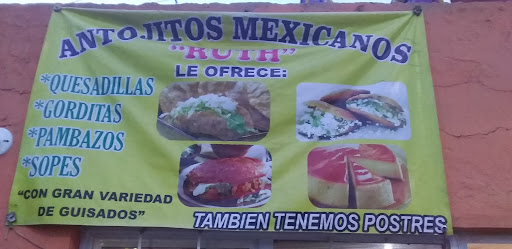 ANTOJITOS MEXICANOS
"RUTH"
LE OFRECE:
*QUESADILLAS
*GORDITAS
*PAMBAZOS
*SOPES
"CON GRAN VARIEDAD
DE GUISADOS"
TAMBIEN TENEMOS POSTRES